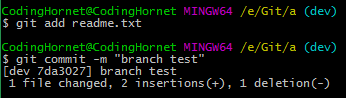 CodingHornet@CodingHornet MINGW64 /e/Git/a (dev)
$ git add readme.txt
CodingHornet@CodingHornet MINGW64 /e/Git/a (dev)
$ git commit -m "branch test"
[dev 7da3027] branch test
1 file changed, 2 insertions(+), 1 deletion(-)